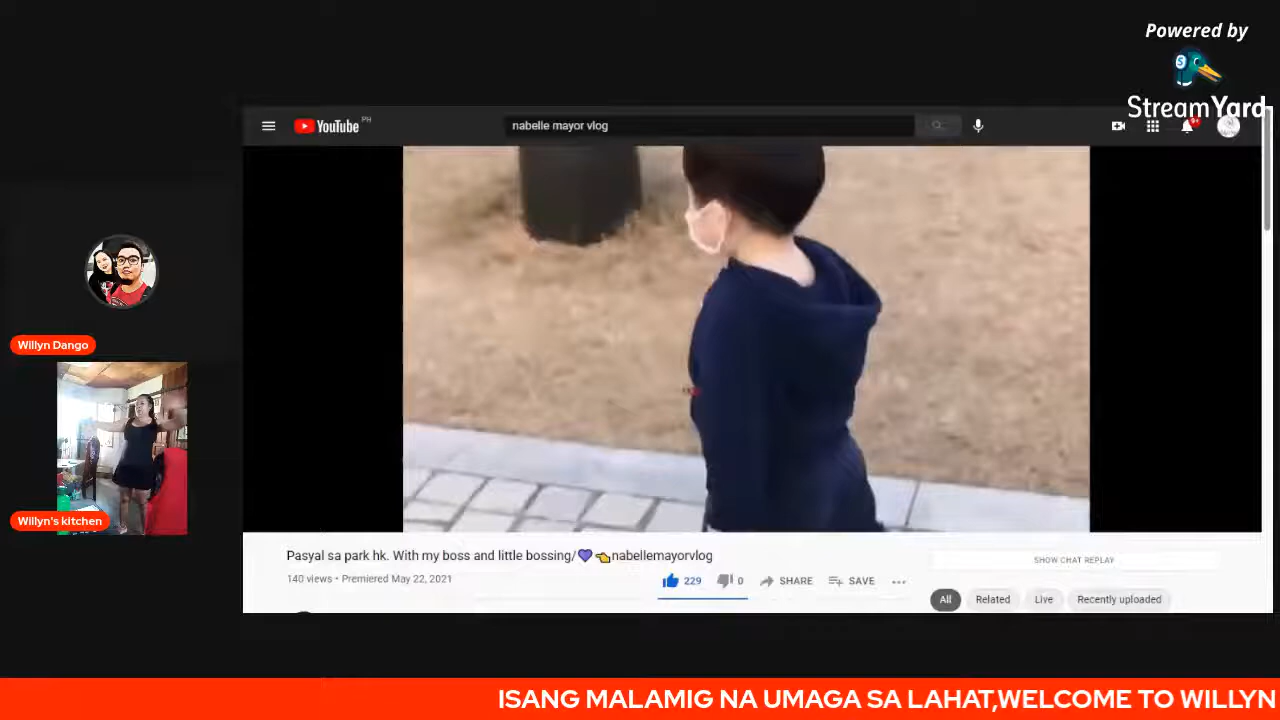 Powered by
StreamYard
YouTube PH
nabelle mayor vlog
9+
Willyn Dango
Willyn's kitchen
Pasyal sa park hk. With my boss and little bossing/💜👈nabellemayorvlog
140 views • Premiered May 22, 2021
229 0 SHARE SAVE
SHOW CHAT REPLAY
All Related Live Recently uploaded
ISANG MALAMIG NA UMAGA SA LAHAT,WELCOME TO WILLYN